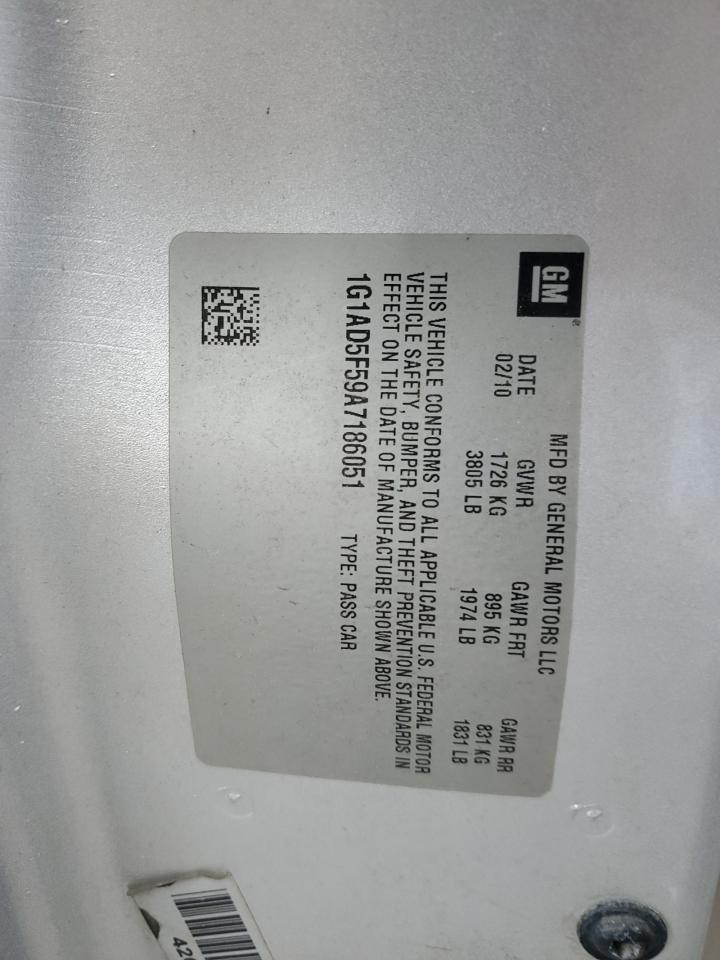 GM
MFD BY GENERAL MOTORS LLC
DATE GVWR GAWR FRT GAWR RR
02/10 1726 KG 895 KG 831 KG
3805 LB 1974 LB 1831 LB
THIS VEHICLE CONFORMS TO ALL APPLICABLE U.S. FEDERAL MOTOR
VEHICLE SAFETY, BUMPER, AND THEFT PREVENTION STANDARDS IN
EFFECT ON THE DATE OF MANUFACTURE SHOWN ABOVE.
1G1AD5F59A7186051 TYPE: PASS CAR